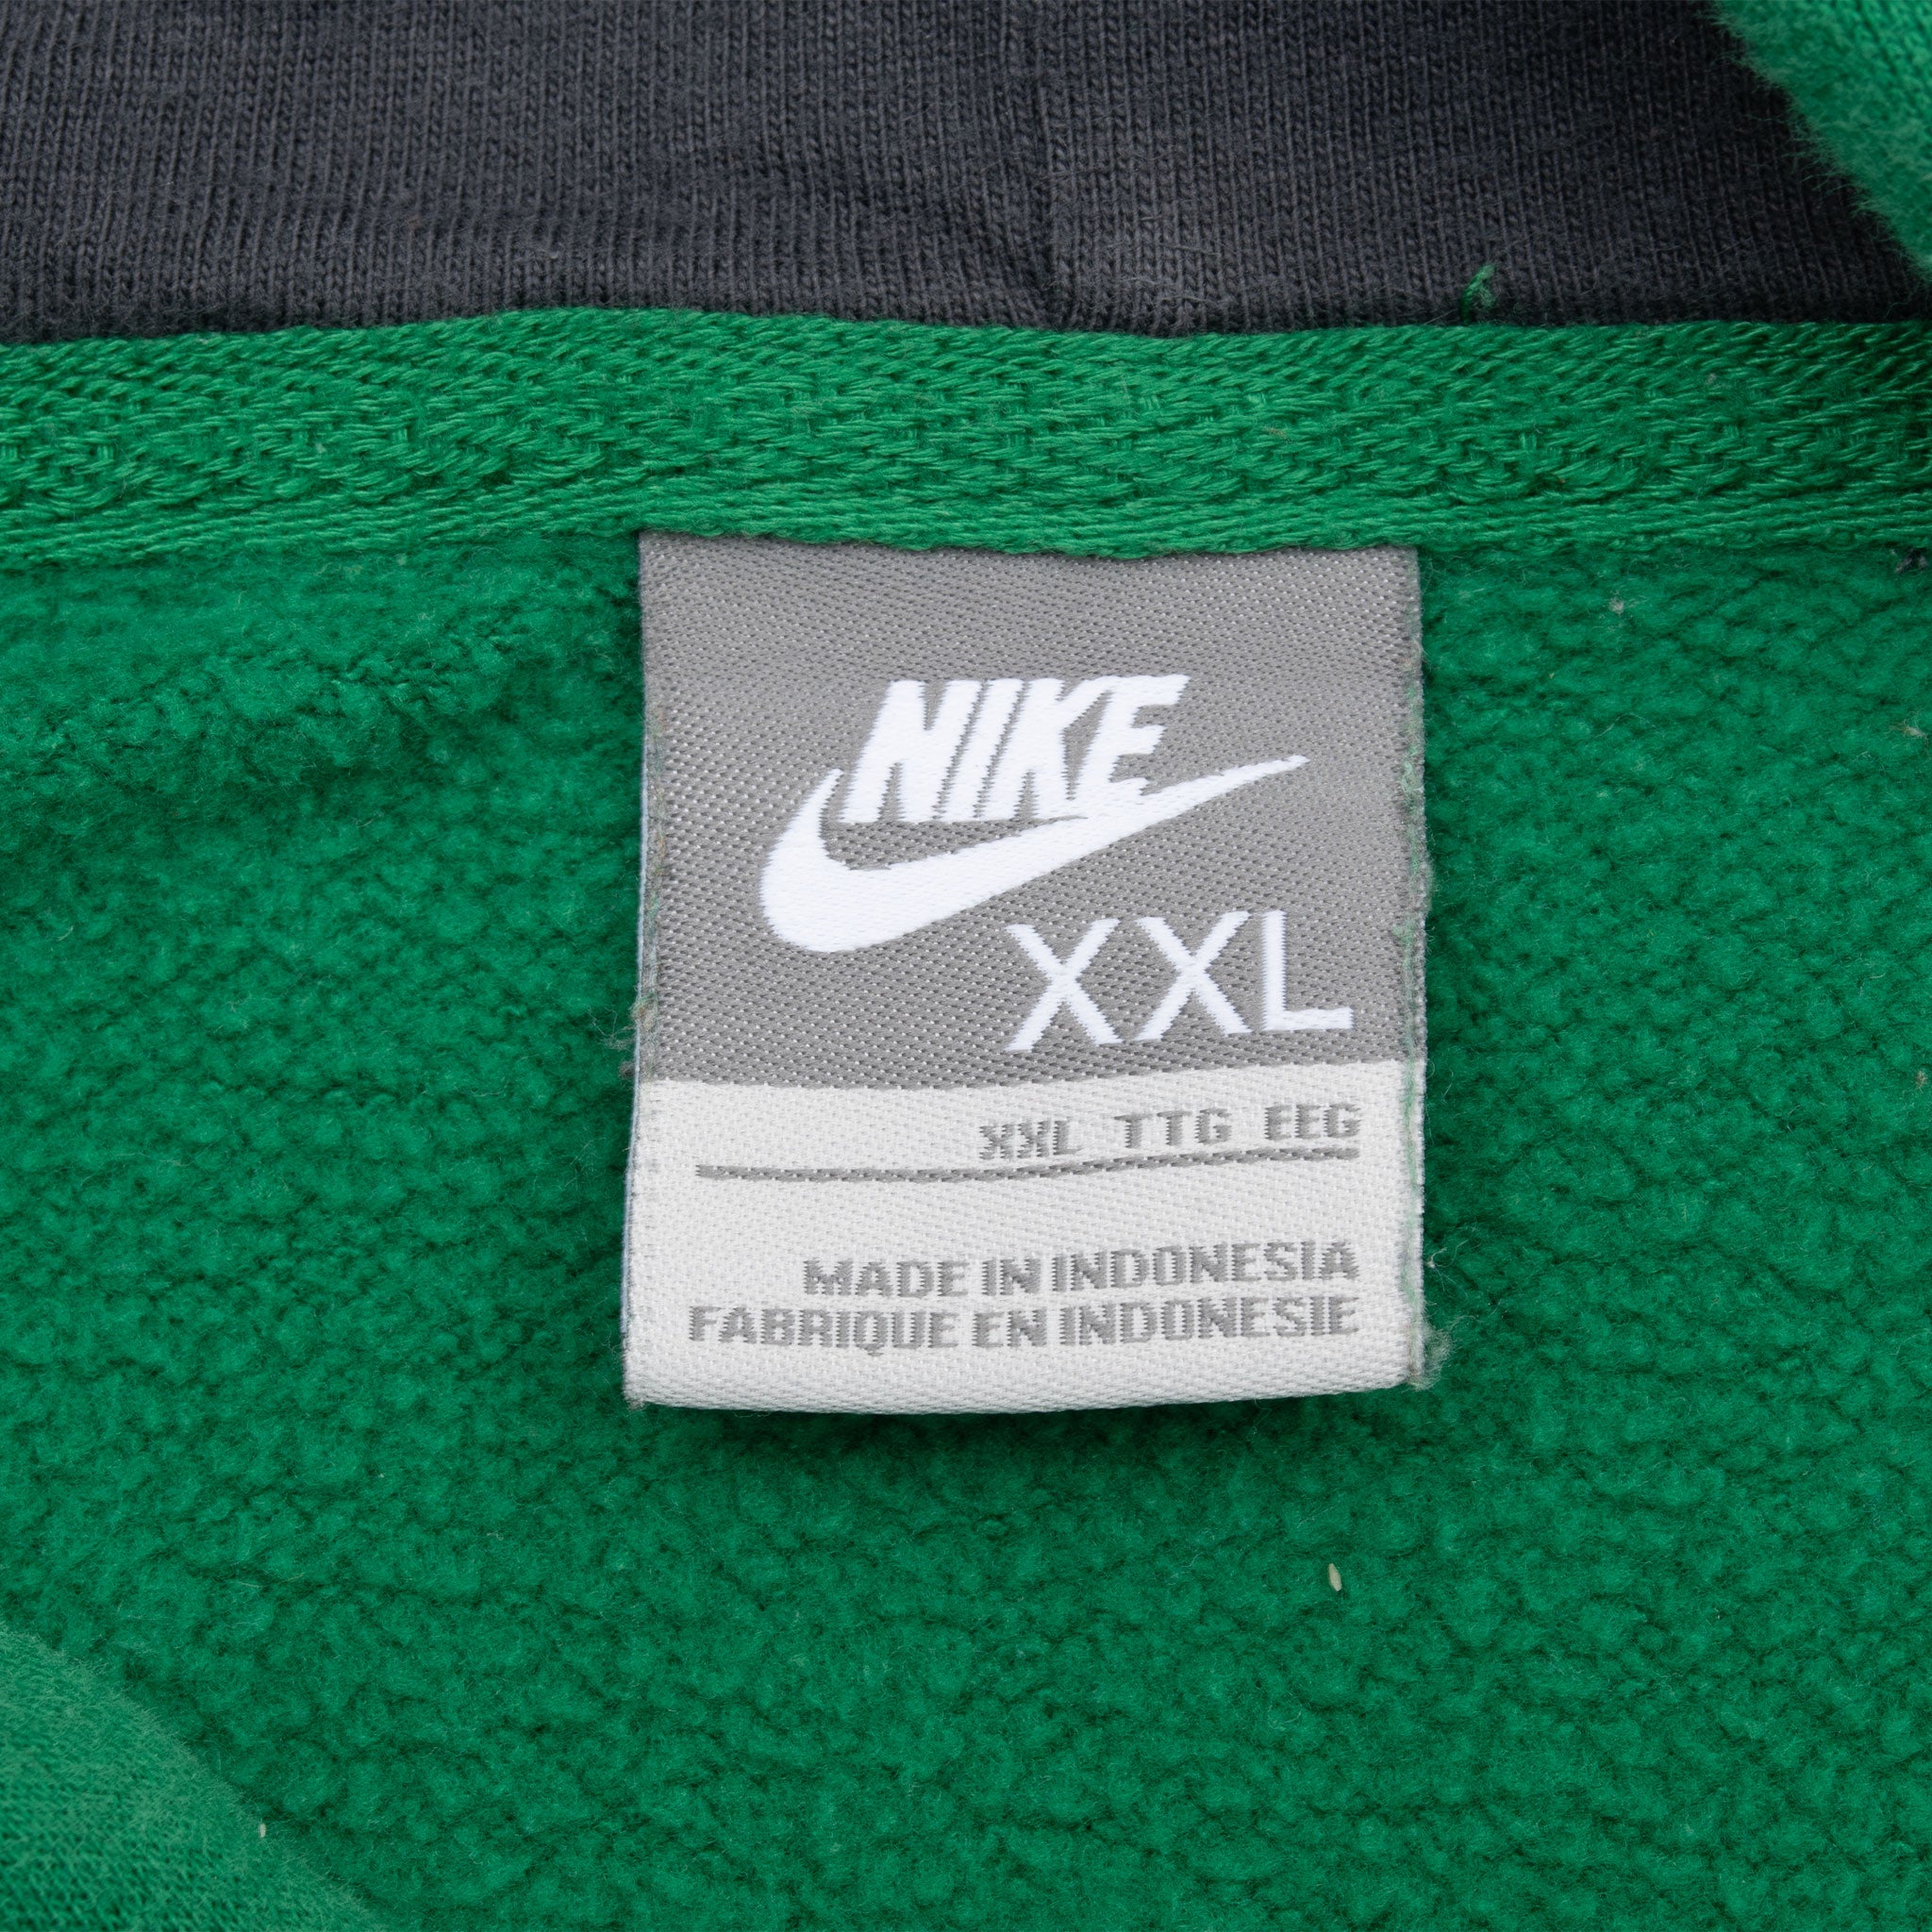 NIKE
XXL
XXL TTG EEG
MADE IN INDONESIA
FABRIQUE EN INDONESIE